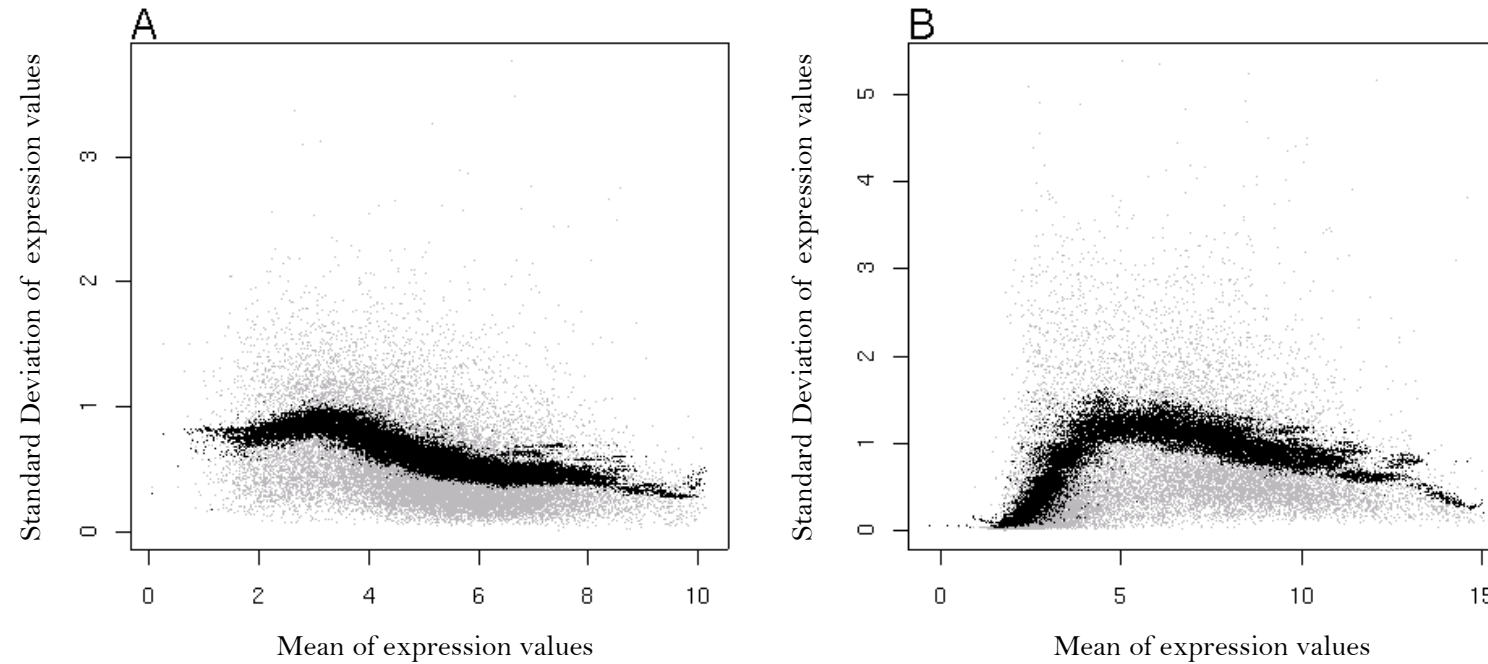 A
Standard Deviation of expression values
3
2
1
0
0 2 4 6 8 10
Mean of expression values
B
Standard Deviation of expression values
5
4
3
2
1
0
0 5 10 15
Mean of expression values